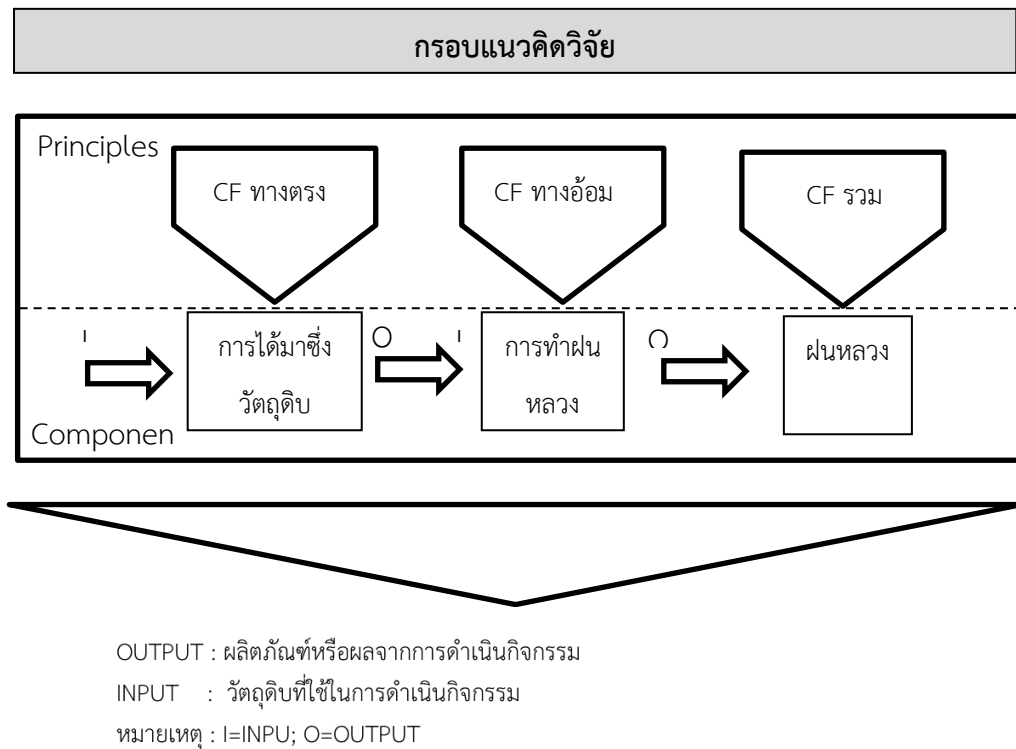 กรอบแนวคิดวิจัย
Principles
CF ทางตรง
CF ทางอ้อม
CF รวม
I
การได้มาซึ่ง
วัตถุดิบ
O
I
การทำฝน
หลวง
O
ฝนหลวง
Componen
OUTPUT : ผลิตภัณฑ์หรือผลจากการดำเนินกิจกรรม
INPUT : วัตถุดิบที่ใช้ในการดำเนินกิจกรรม
หมายเหตุ : I=INPU; O=OUTPUT